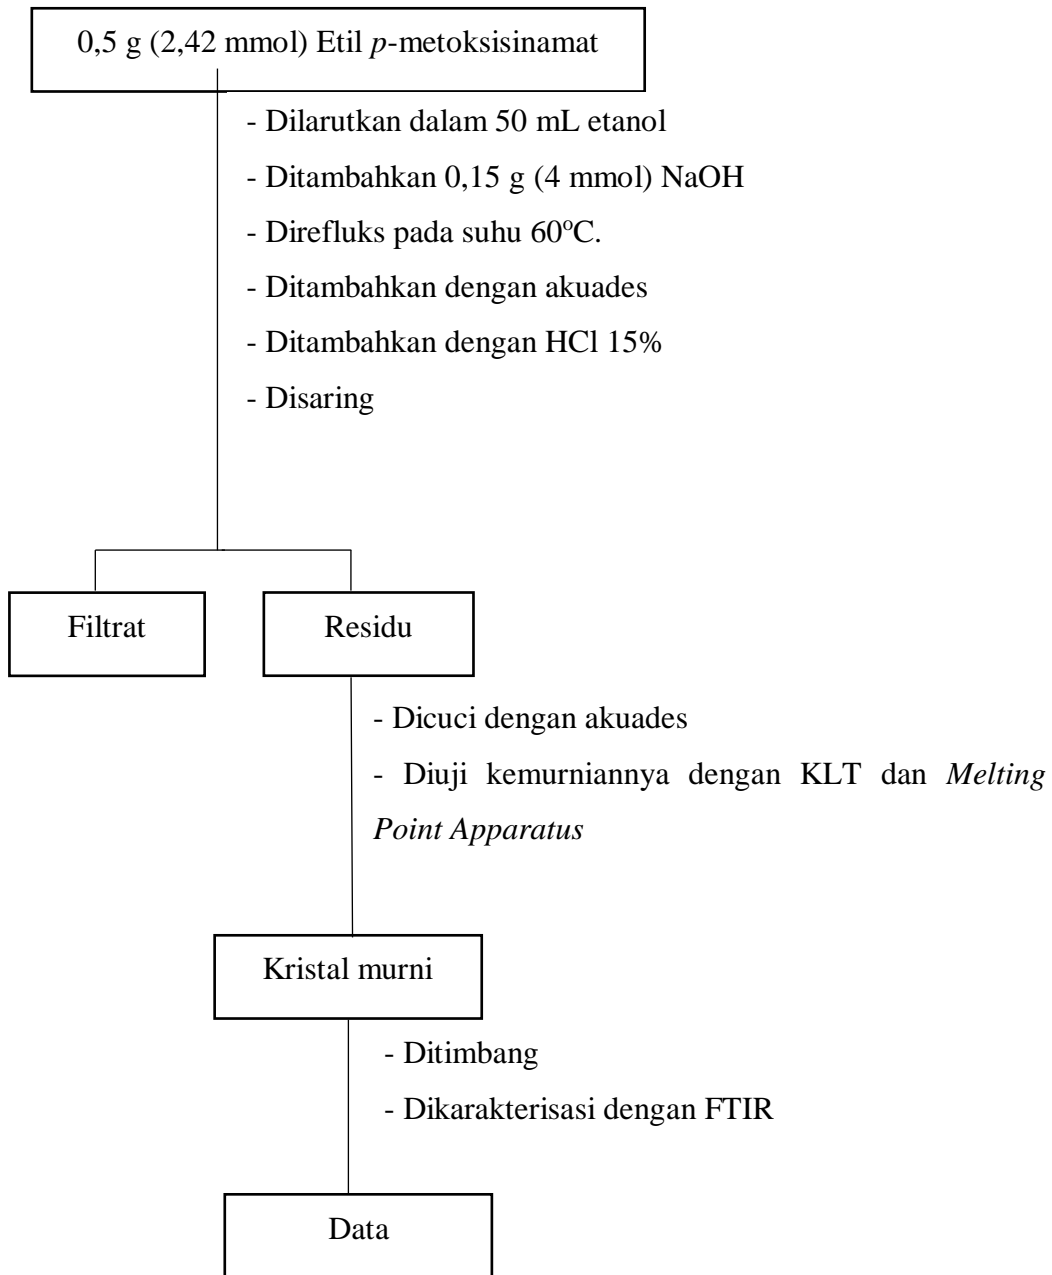 0,5 g (2,42 mmol) Etil p-metoksisinamat
- Dilarutkan dalam 50 mL etanol
- Ditambahkan 0,15 g (4 mmol) NaOH
- Direfluks pada suhu 60°C.
- Ditambahkan dengan akuades
- Ditambahkan dengan HCl 15%
- Disaring
Filtrat
Residu
- Dicuci dengan akuades
- Diuji kemurniannya dengan KLT dan Melting
Point Apparatus
Kristal murni
- Ditimbang
- Dikarakterisasi dengan FTIR
Data